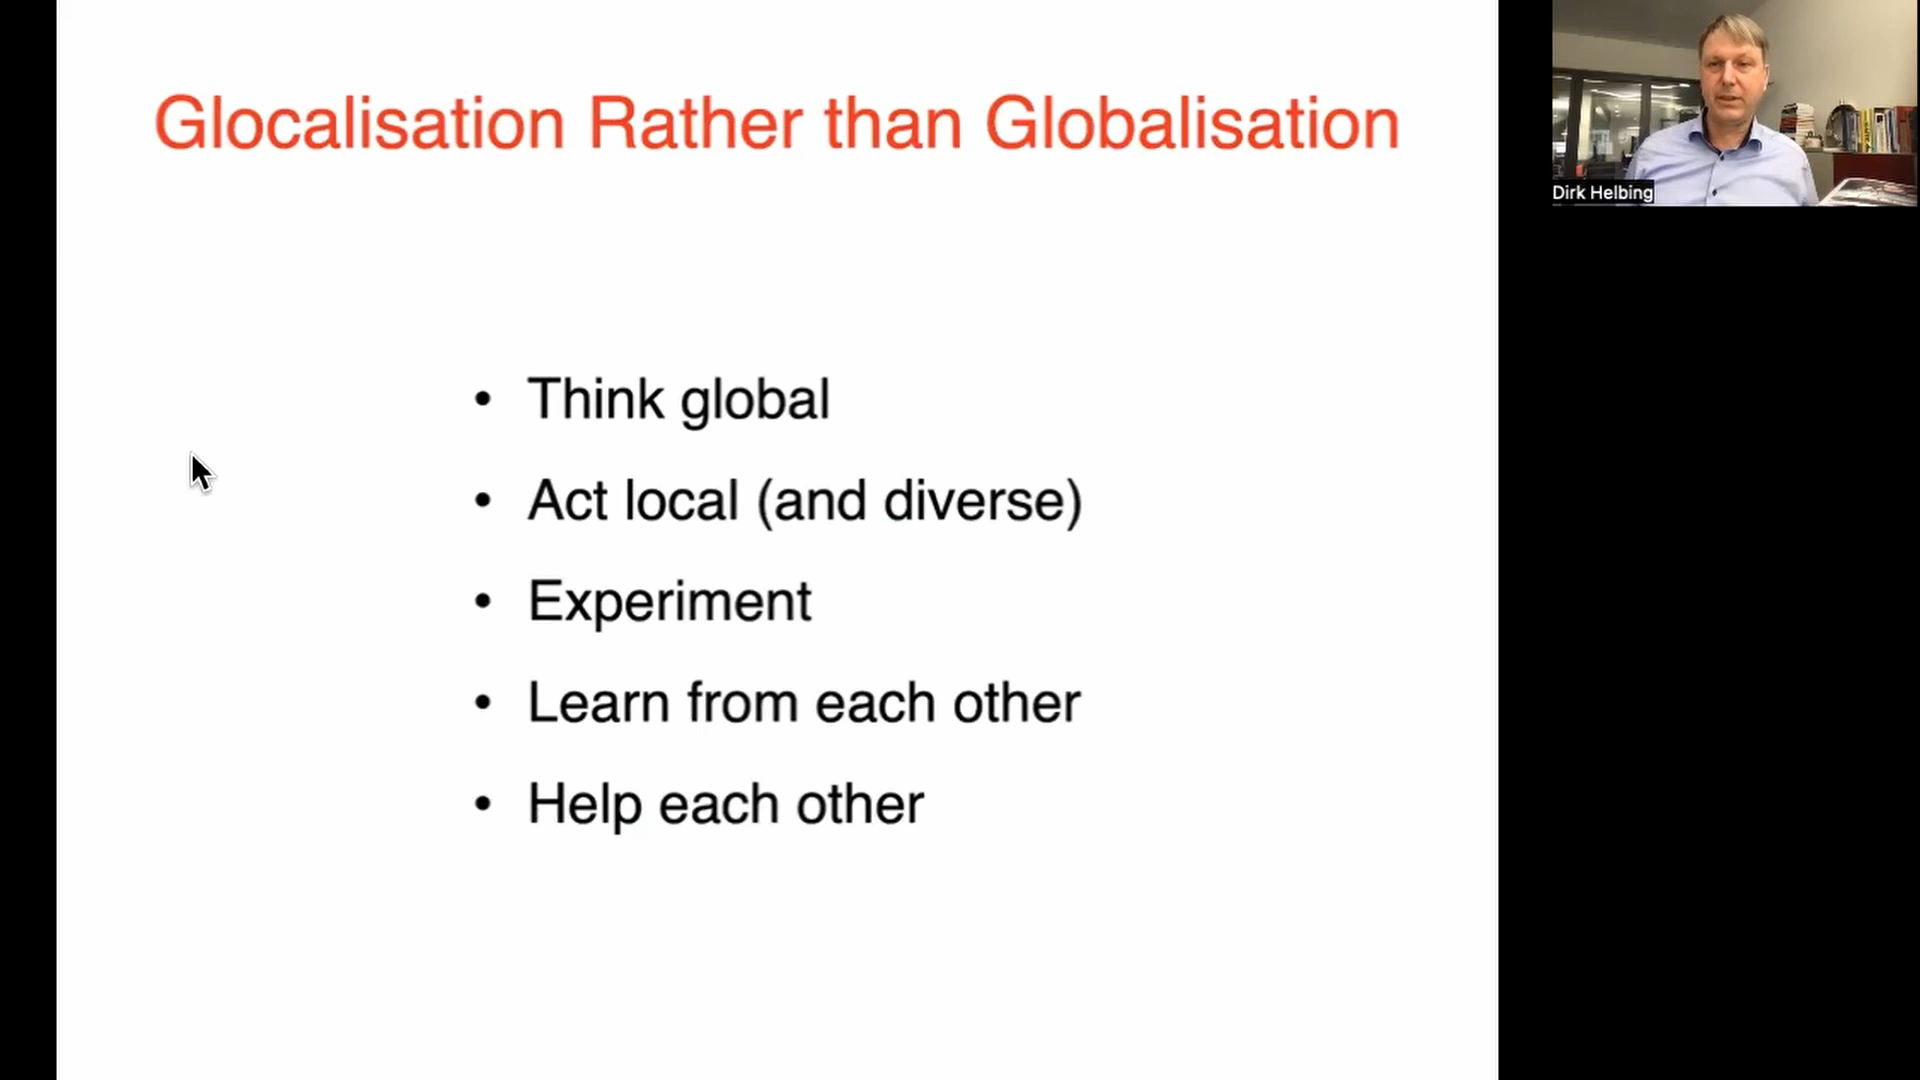 Glocalisation Rather than Globalisation
• Think global
• Act local (and diverse)
• Experiment
• Learn from each other
• Help each other
Dirk Helbing